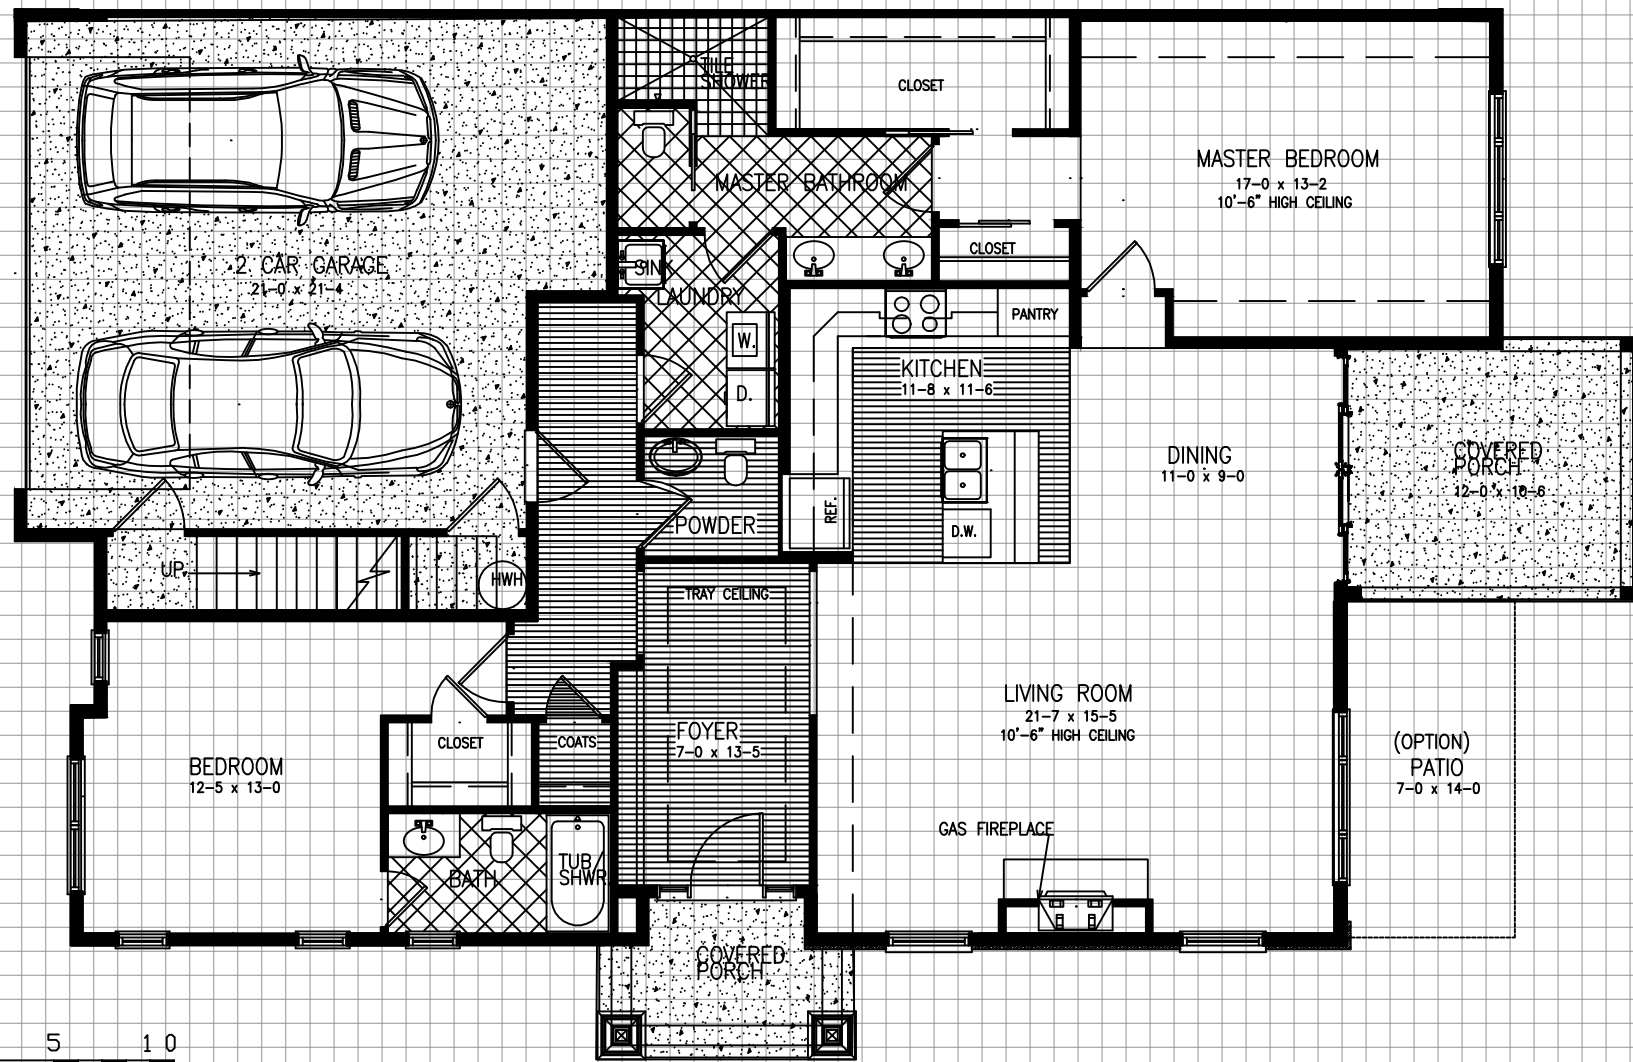 TILE
SHOWER
CLOSET
MASTER BEDROOM
17-0 x 13-2
10'-6" HIGH CEILING
MASTER BATHROOM
2 CAR GARAGE
21-0 x 21-4
SINK
LAUNDRY
CLOSET
PANTRY
W.
D.
KITCHEN
11-8 x 11-6
DINING
11-0 x 9-0
COVERED
PORCH
12-0 x 10-6
REF.
POWDER
D.W.
UP
HWH
TRAY CEILING
LIVING ROOM
21-7 x 15-5
10'-6" HIGH CEILING
FOYER
7-0 x 13-5
CLOSET
COATS
BEDROOM
12-5 x 13-0
(OPTION)
PATIO
7-0 x 14-0
GAS FIREPLACE
BATH
TUB/
SHWR
COVERED
PORCH
5 10